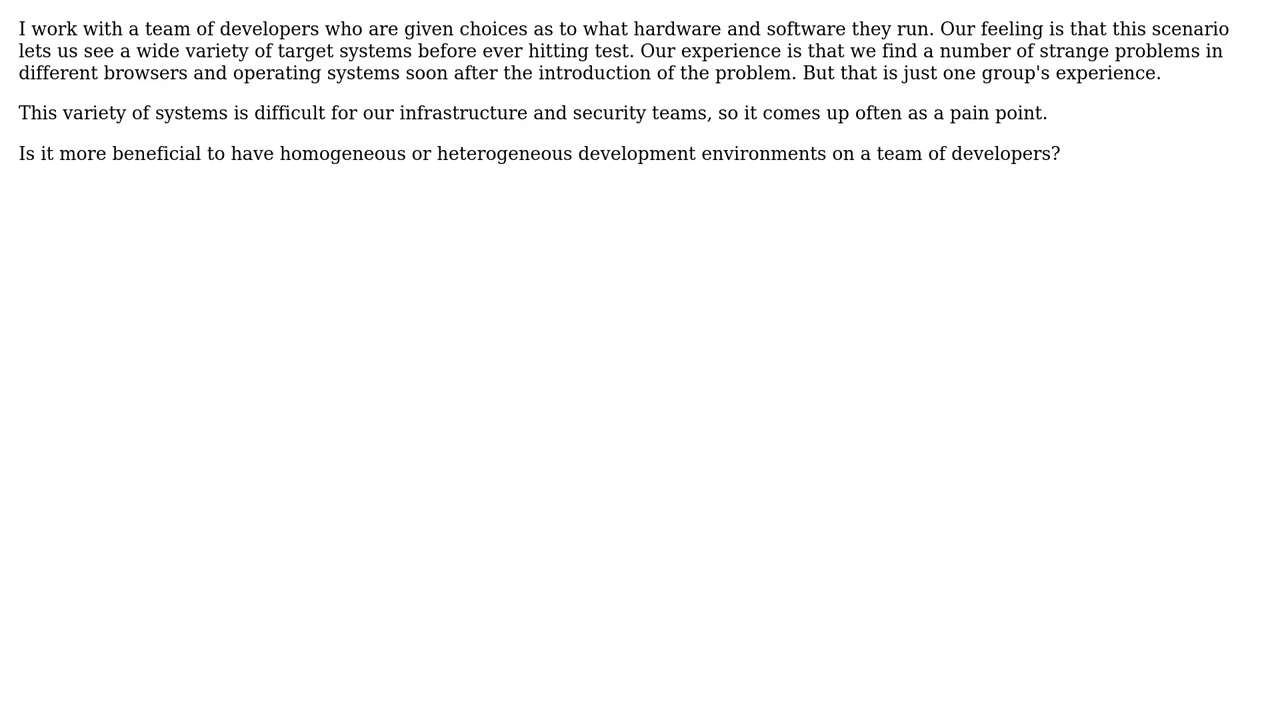 I work with a team of developers who are given choices as to what hardware and software they run. Our feeling is that this scenario
lets us see a wide variety of target systems before ever hitting test. Our experience is that we find a number of strange problems in
different browsers and operating systems soon after the introduction of the problem. But that is just one group's experience.
This variety of systems is difficult for our infrastructure and security teams, so it comes up often as a pain point.
Is it more beneficial to have homogeneous or heterogeneous development environments on a team of developers?